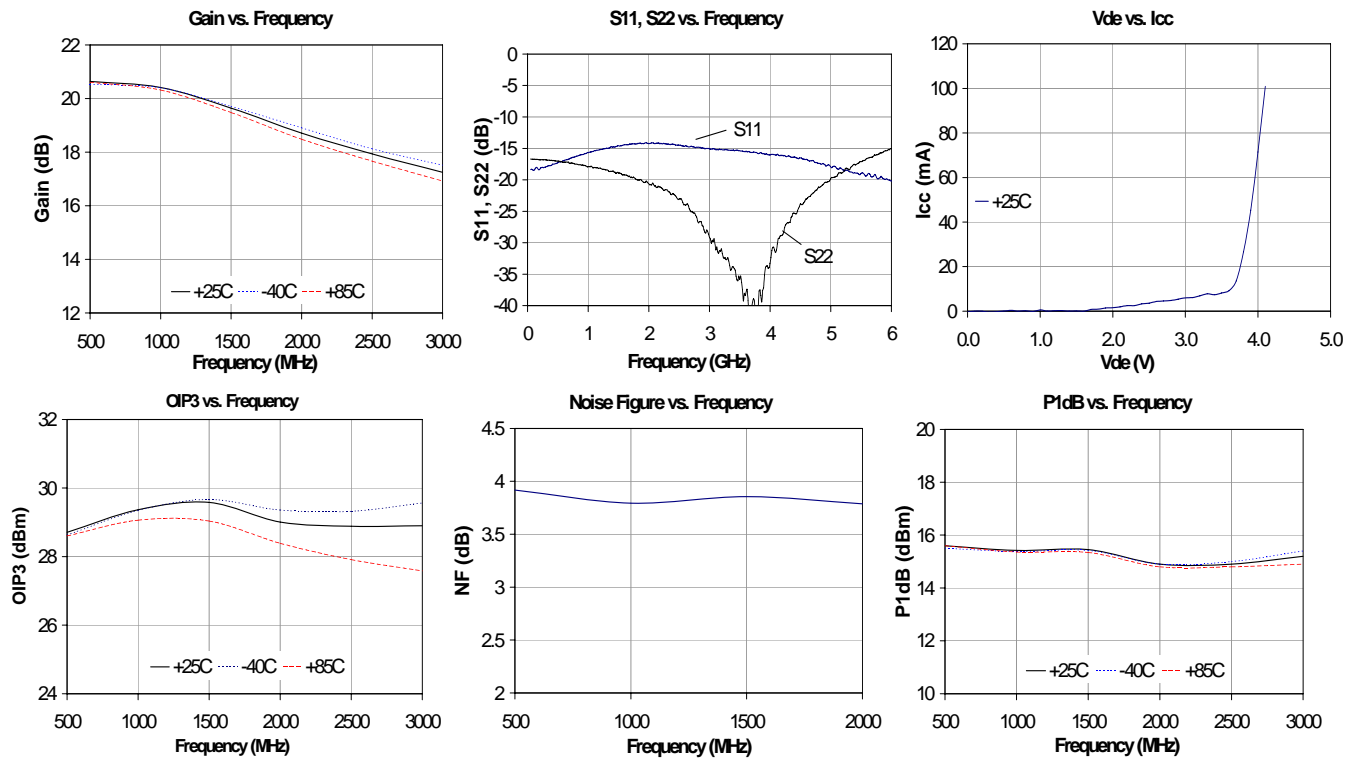 Gain vs. Frequency
22
20
18
16
14
12
Gain (dB)
+25C -40C +85C
500 1000 1500 2000 2500 3000
Frequency (MHz)
S11, S22 vs. Frequency
0
-5
-10
-15
-20
-25
-30
-35
-40
S11, S22 (dB)
S11
S22
0 1 2 3 4 5 6
Frequency (GHz)
Vde vs. Icc
120
100
80
60
40
20
0
Icc (mA)
+25C
0.0 1.0 2.0 3.0 4.0 5.0
Vde (V)
OIP3 vs. Frequency
32
30
28
26
24
OIP3 (dBm)
+25C -40C +85C
500 1000 1500 2000 2500 3000
Frequency (MHz)
Noise Figure vs. Frequency
4.5
4
3.5
3
2.5
2
NF (dB)
500 1000 1500 2000
Frequency (MHz)
P1dB vs. Frequency
20
18
16
14
12
10
P1dB (dBm)
+25C -40C +85C
500 1000 1500 2000 2500 3000
Frequency (MHz)